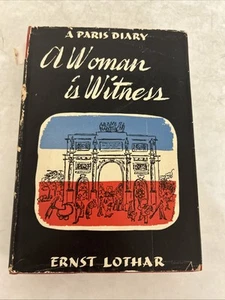 A PARIS DIARY
A Woman
is Witness
ERNST LOTHAR